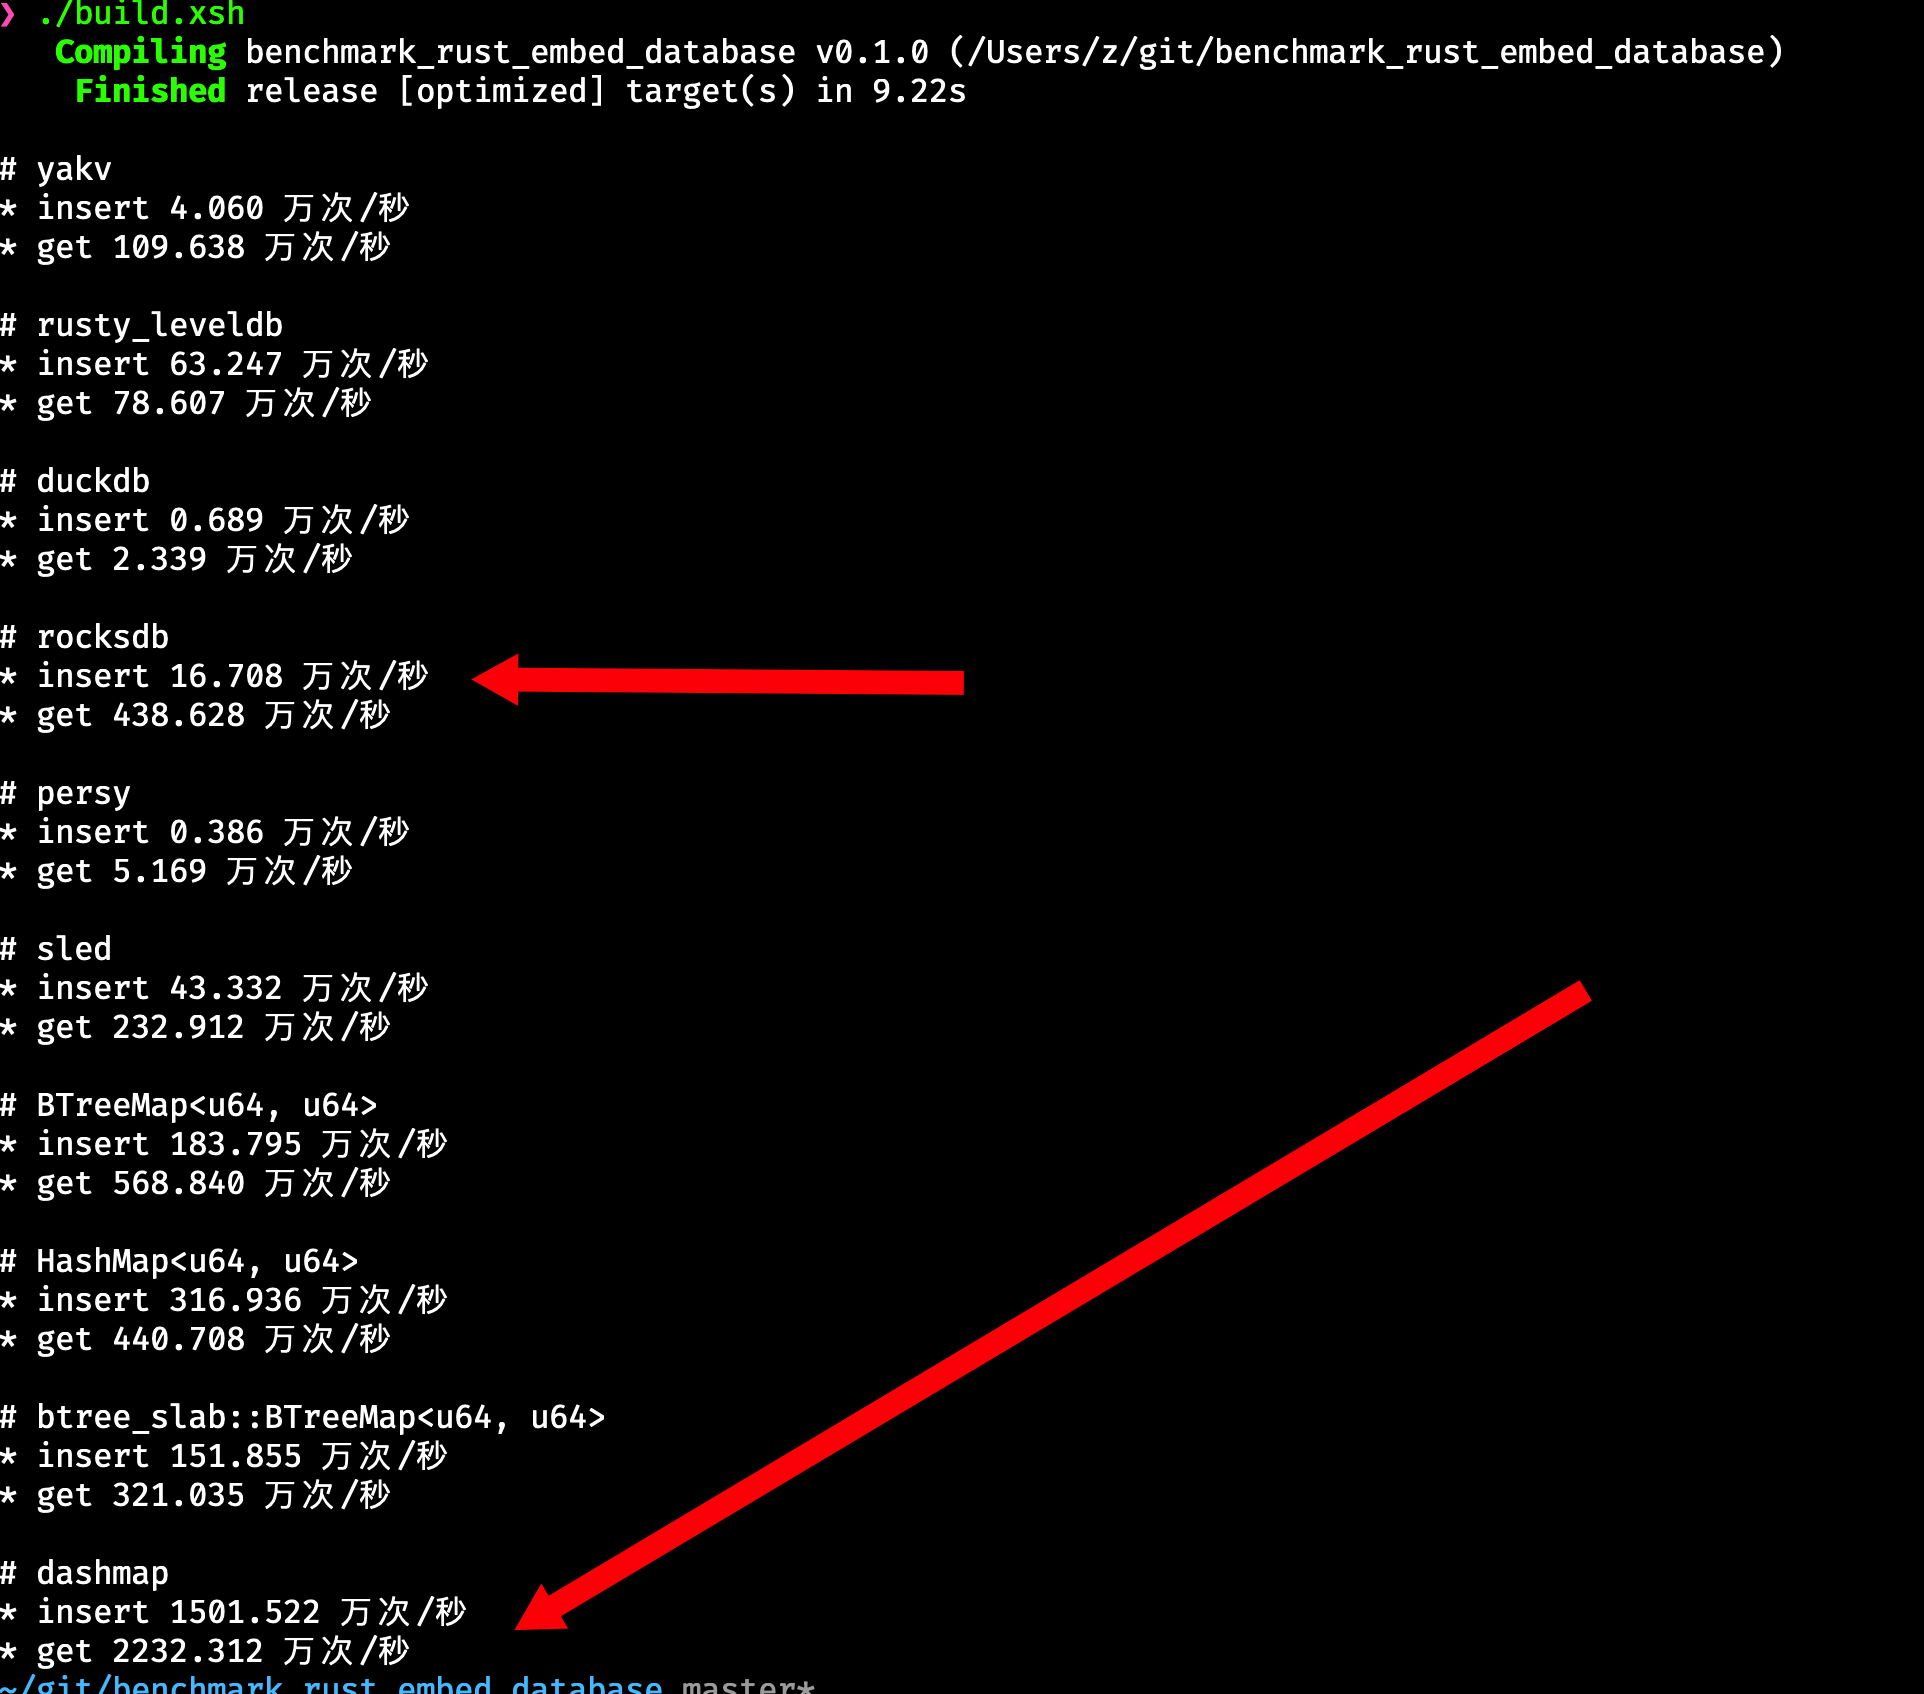 ❯ ./build.xsh
Compiling benchmark_rust_embed_database v0.1.0 (/Users/z/git/benchmark_rust_embed_database)
Finished release [optimized] target(s) in 9.22s
# yakv
* insert 4.060 万次/秒
* get 109.638 万次/秒
# rusty_leveldb
* insert 63.247 万次/秒
* get 78.607 万次/秒
# duckdb
* insert 0.689 万次/秒
* get 2.339 万次/秒
# rocksdb
* insert 16.708 万次/秒
* get 438.628 万次/秒
# persy
* insert 0.386 万次/秒
* get 5.169 万次/秒
# sled
* insert 43.332 万次/秒
* get 232.912 万次/秒
# BTreeMap<u64, u64>
* insert 183.795 万次/秒
* get 568.840 万次/秒
# HashMap<u64, u64>
* insert 316.936 万次/秒
* get 440.708 万次/秒
# btree_slab::BTreeMap<u64, u64>
* insert 151.855 万次/秒
* get 321.035 万次/秒
# dashmap
* insert 1501.522 万次/秒
* get 2232.312 万次/秒
~/git/benchmark_rust_embed_database master*